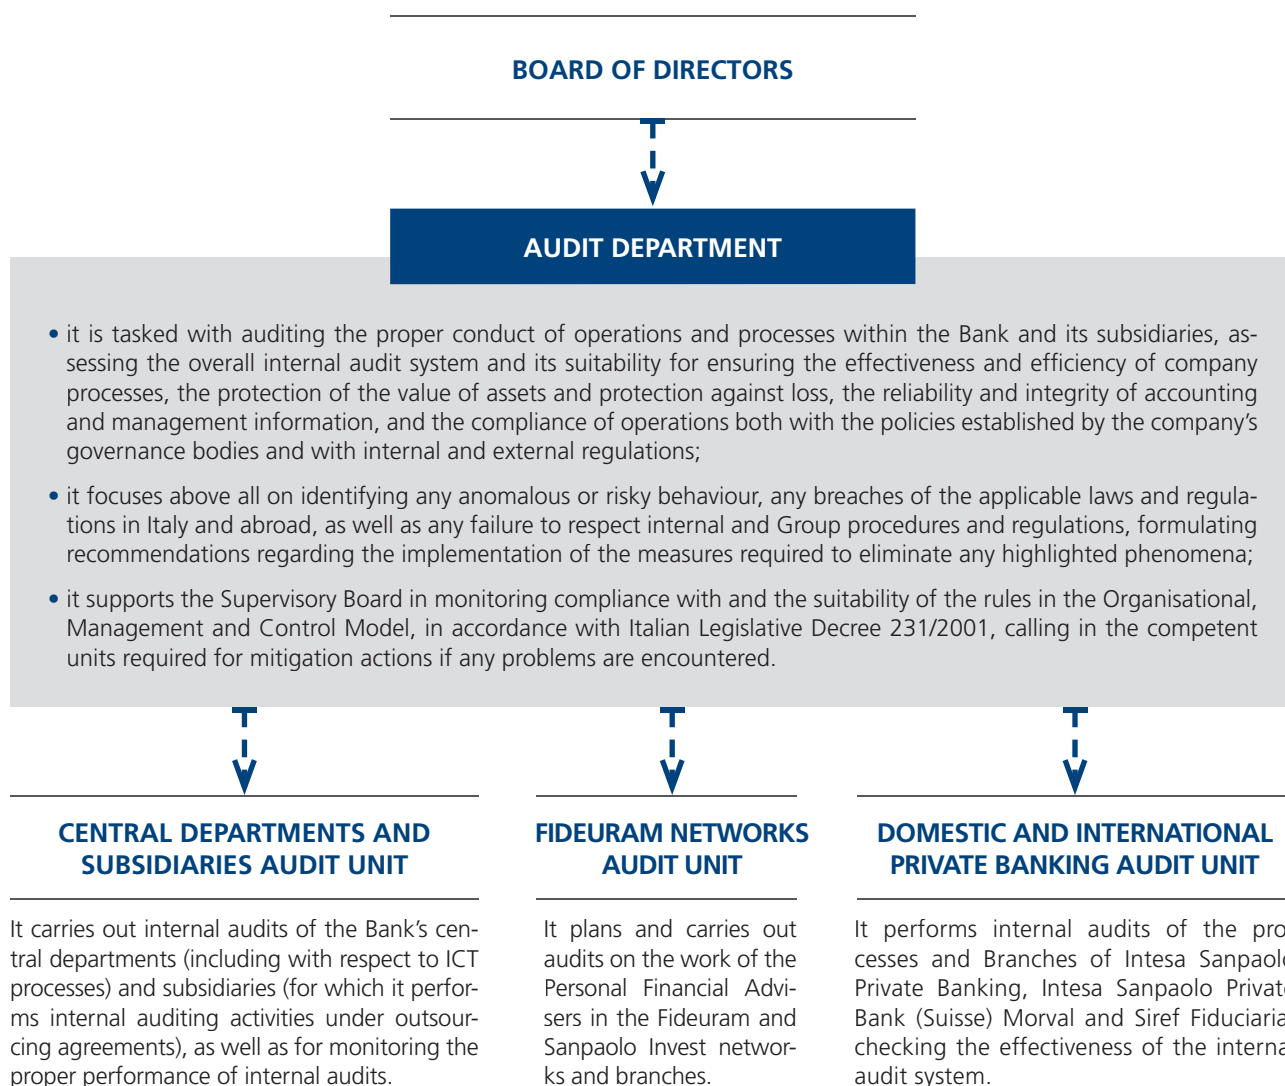 BOARD OF DIRECTORS
AUDIT DEPARTMENT
• it is tasked with auditing the proper conduct of operations and processes within the Bank and its subsidiaries, as-
sessing the overall internal audit system and its suitability for ensuring the effectiveness and efficiency of company
processes, the protection of the value of assets and protection against loss, the reliability and integrity of accounting
and management information, and the compliance of operations both with the policies established by the company's
governance bodies and with internal and external regulations;
• it focuses above all on identifying any anomalous or risky behaviour, any breaches of the applicable laws and regula-
tions in Italy and abroad, as well as any failure to respect internal and Group procedures and regulations, formulating
recommendations regarding the implementation of the measures required to eliminate any highlighted phenomena;
• it supports the Supervisory Board in monitoring compliance with and the suitability of the rules in the Organisational,
Management and Control Model, in accordance with Italian Legislative Decree 231/2001, calling in the competent
units required for mitigation actions if any problems are encountered.
CENTRAL DEPARTMENTS AND
SUBSIDIARIES AUDIT UNIT
It carries out internal audits of the Bank's cen-
tral departments (including with respect to ICT
processes) and subsidiaries (for which it perfor-
ms internal auditing activities under outsour-
cing agreements), as well as for monitoring the
proper performance of internal audits.
FIDEURAM NETWORKS
AUDIT UNIT
It plans and carries out
audits on the work of the
Personal Financial Advi-
sers in the Fideuram and
Sanpaolo Invest networ-
ks and branches.
DOMESTIC AND INTERNATIONAL
PRIVATE BANKING AUDIT UNIT
It performs internal audits of the pro-
cesses and Branches of Intesa Sanpaolo
Private Banking, Intesa Sanpaolo Private
Bank (Suisse) Morval and Siref Fiduciaria,
checking the effectiveness of the internal
audit system.